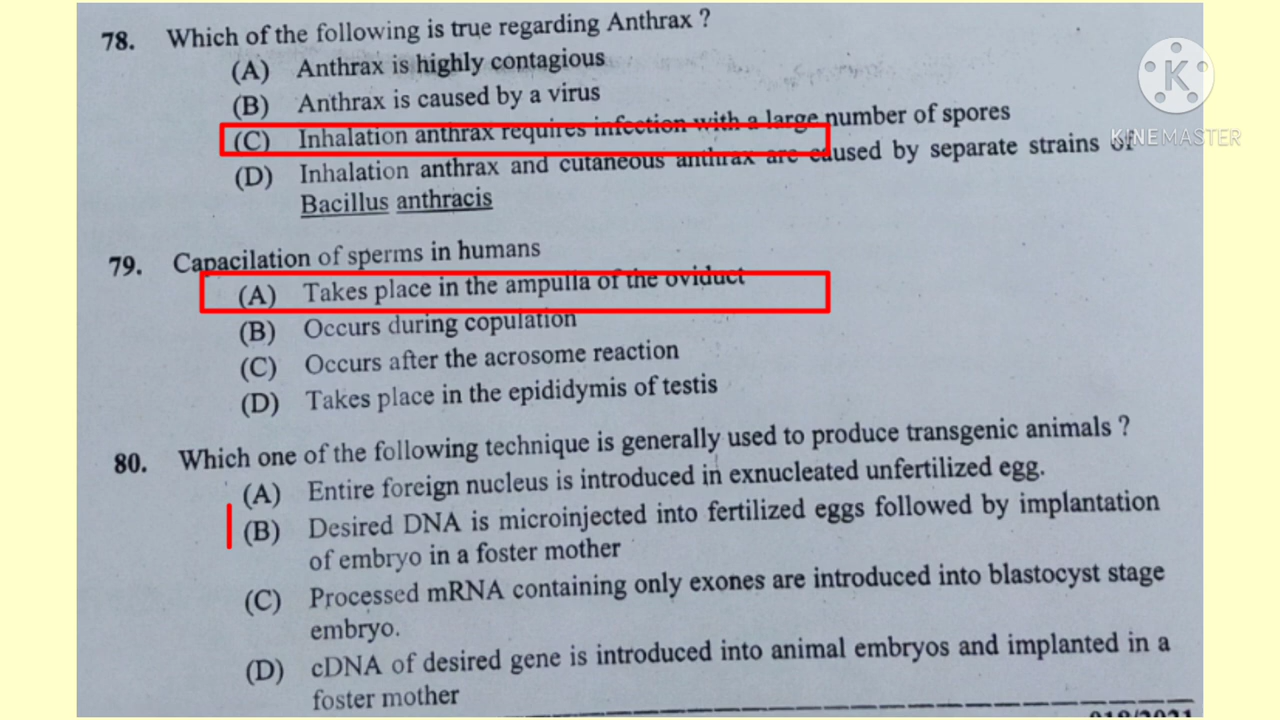 78. Which of the following is true regarding Anthrax ?
(A) Anthrax is highly contagious
(B) Anthrax is caused by a virus
(C) Inhalation anthrax requires infection with a large number of spores
(D) Inhalation anthrax and cutaneous anthrax are caused by separate strains of
Bacillus anthracis
K
KINEMASTER
79. Capacilation of sperms in humans
(A) Takes place in the ampulla of the oviduct
(B) Occurs during copulation
(C) Occurs after the acrosome reaction
(D) Takes place in the epididymis of testis
80. Which one of the following technique is generally used to produce transgenic animals ?
(A) Entire foreign nucleus is introduced in exnucleated unfertilized egg.
(B) Desired DNA is microinjected into fertilized eggs followed by implantation
of embryo in a foster mother
(C) Processed mRNA containing only exones are introduced into blastocyst stage
embryo.
(D) cDNA of desired gene is introduced into animal embryos and implanted in a
foster mother